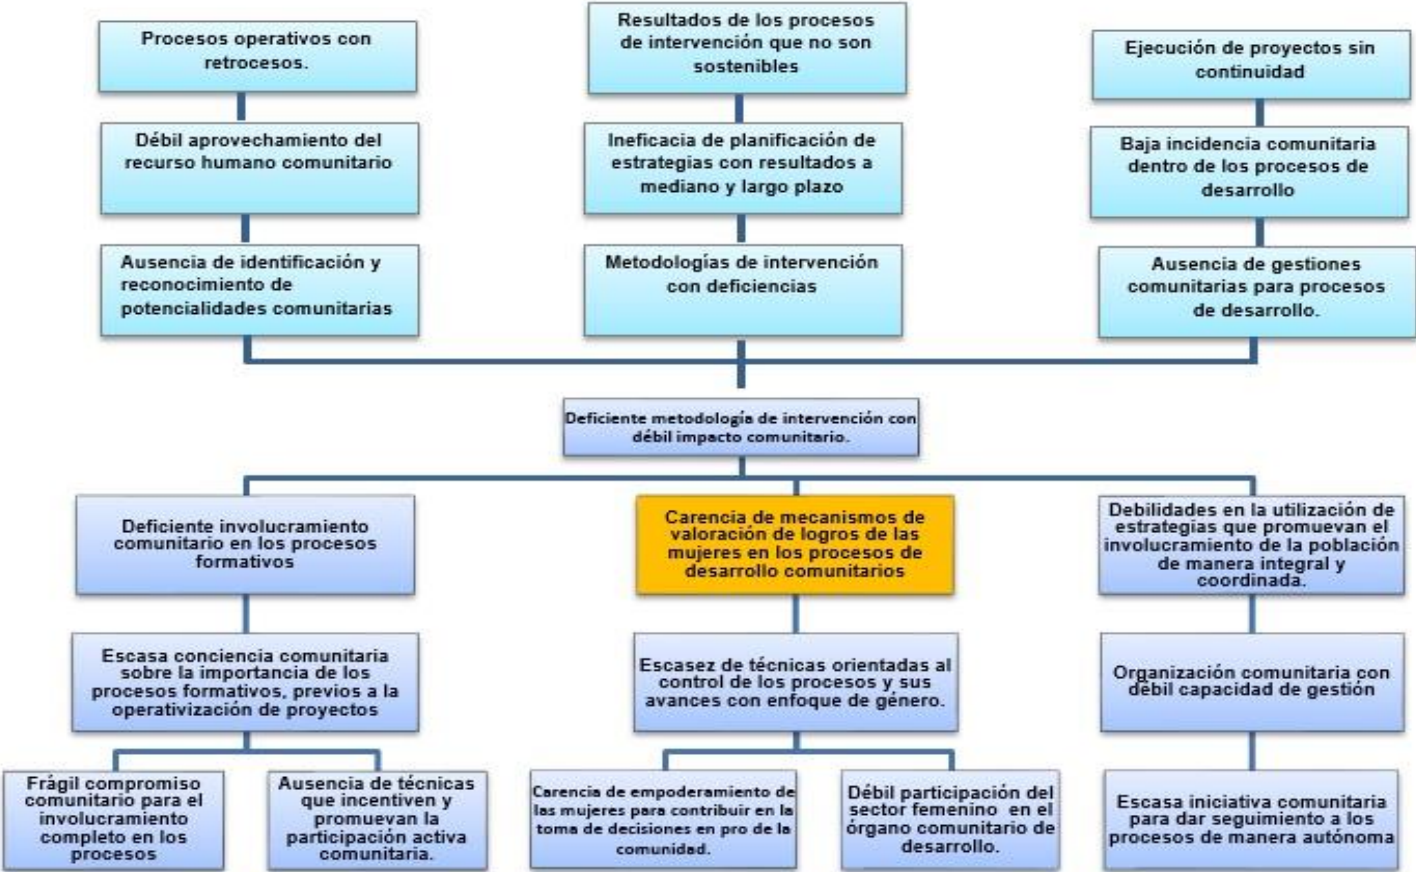 Procesos operativos con
retrocesos.
Resultados de los procesos
de intervención que no son
sostenibles
Ejecución de proyectos sin
continuidad
Débil aprovechamiento del
recurso humano comunitario
Ineficacia de planificación de
estrategias con resultados a
mediano y largo plazo
Baja incidencia comunitaria
dentro de los procesos de
desarrollo
Ausencia de identificación y
reconocimiento de
potencialidades comunitarias
Metodologías de intervención
con deficiencias
Ausencia de gestiones
comunitarias para procesos
de desarrollo.
Deficiente metodología de intervención con
débil impacto comunitario.
Deficiente involucramiento
comunitario en los procesos
formativos
Carencia de mecanismos de
valoración de logros de las
mujeres en los procesos de
desarrollo comunitarios
Debilidades en la utilización de
estrategias que promuevan el
involucramiento de la población
de manera integral y
coordinada.
Escasa conciencia comunitaria
sobre la importancia de los
procesos formativos, previos a la
operativización de proyectos
Escasez de técnicas orientadas al
control de los procesos y sus
avances con enfoque de género.
Organización comunitaria con
débil capacidad de gestión
Frágil compromiso
comunitario para el
involucramiento
completo en los
procesos
Ausencia de técnicas
que incentiven y
promuevan la
participación activa
comunitaria.
Carencia de empoderamiento de
las mujeres para contribuir en la
toma de decisiones en pro de la
comunidad.
Débil participación del
sector femenino en el
órgano comunitario de
desarrollo.
Escasa iniciativa comunitaria
para dar seguimiento a los
procesos de manera autónoma